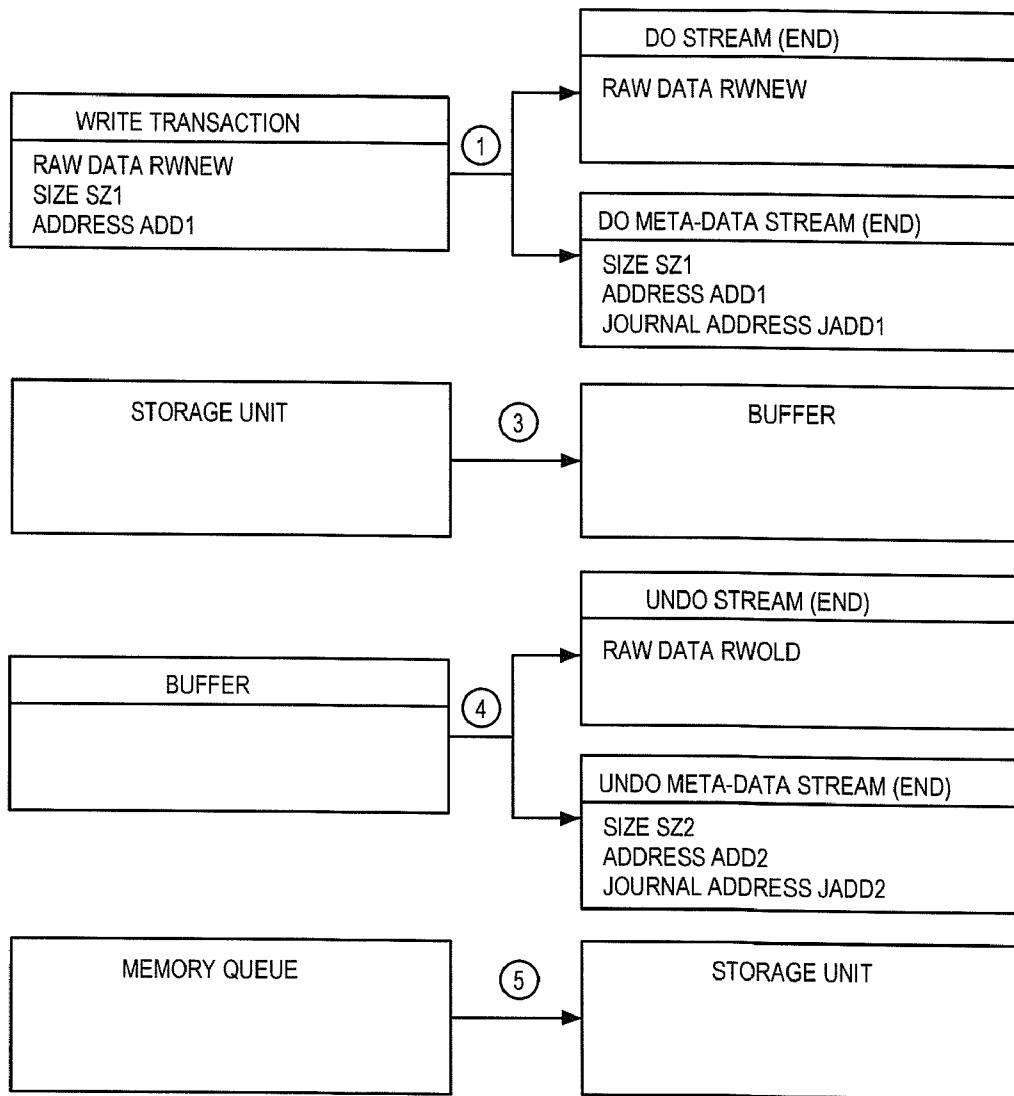 DO STREAM (END)
RAW DATA RWNEW
WRITE TRANSACTION
RAW DATA RWNEW
SIZE SZ1
ADDRESS ADD1
1
DO META-DATA STREAM (END)
SIZE SZ1
ADDRESS ADD1
JOURNAL ADDRESS JADD1
STORAGE UNIT
3
BUFFER
UNDO STREAM (END)
RAW DATA RWOLD
BUFFER
4
UNDO META-DATA STREAM (END)
SIZE SZ2
ADDRESS ADD2
JOURNAL ADDRESS JADD2
MEMORY QUEUE
5
STORAGE UNIT